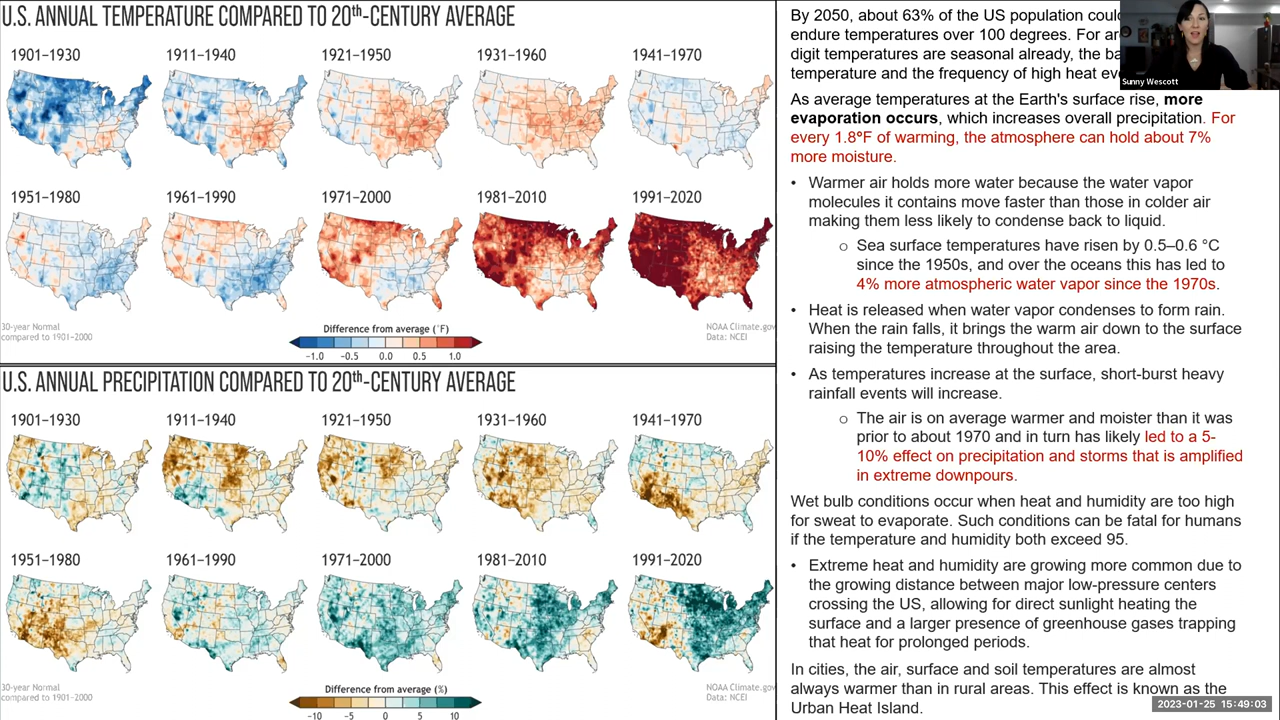 U.S. ANNUAL TEMPERATURE COMPARED TO 20th-CENTURY AVERAGE
1901–1930
1911–1940
1921–1950
1931–1960
1941–1970
1951–1980
1961–1990
1971–2000
1981–2010
1991–2020
30-year Normal
compared to 1901–2000
Difference from average (°F)
−1.0
−0.5
0.0
0.5
1.0
NOAA Climate.gov
Data: NCEI
U.S. ANNUAL PRECIPITATION COMPARED TO 20th-CENTURY AVERAGE
1901–1930
1911–1940
1921–1950
1931–1960
1941–1970
1951–1980
1961–1990
1971–2000
1981–2010
1991–2020
30-year Normal
compared to 1901–2000
Difference from average (%)
−10
−5
0
5
10
NOAA Climate.gov
Data: NCEI
By 2050, about 63% of the US population
endure temperatures over 100 degrees. For
digit temperatures are seasonal already, the
temperature and the frequency of high heat
As average temperatures at the Earth's surface rise, more
evaporation occurs, which increases overall precipitation. For
every 1.8ºF of warming, the atmosphere can hold about 7%
more moisture.
• Warmer air holds more water because the water vapor
molecules it contains move faster than those in colder air
making them less likely to condense back to liquid.
o Sea surface temperatures have risen by 0.5–0.6 °C
since the 1950s, and over the oceans this has led to
4% more atmospheric water vapor since the 1970s.
• Heat is released when water vapor condenses to form rain.
When the rain falls, it brings the warm air down to the surface
raising the temperature throughout the area.
• As temperatures increase at the surface, short-burst heavy
rainfall events will increase.
o The air is on average warmer and moister than it was
prior to about 1970 and in turn has likely led to a 5-
10% effect on precipitation and storms that is amplified
in extreme downpours.
Wet bulb conditions occur when heat and humidity are too high
for sweat to evaporate. Such conditions can be fatal for humans
if the temperature and humidity both exceed 95.
• Extreme heat and humidity are growing more common due to
the growing distance between major low-pressure centers
crossing the US, allowing for direct sunlight heating the
surface and a larger presence of greenhouse gases trapping
that heat for prolonged periods.
In cities, the air, surface and soil temperatures are almost
always warmer than in rural areas. This effect is known as the
Urban Heat Island.
Sunny Wescott
2023-01-25 15:49:03